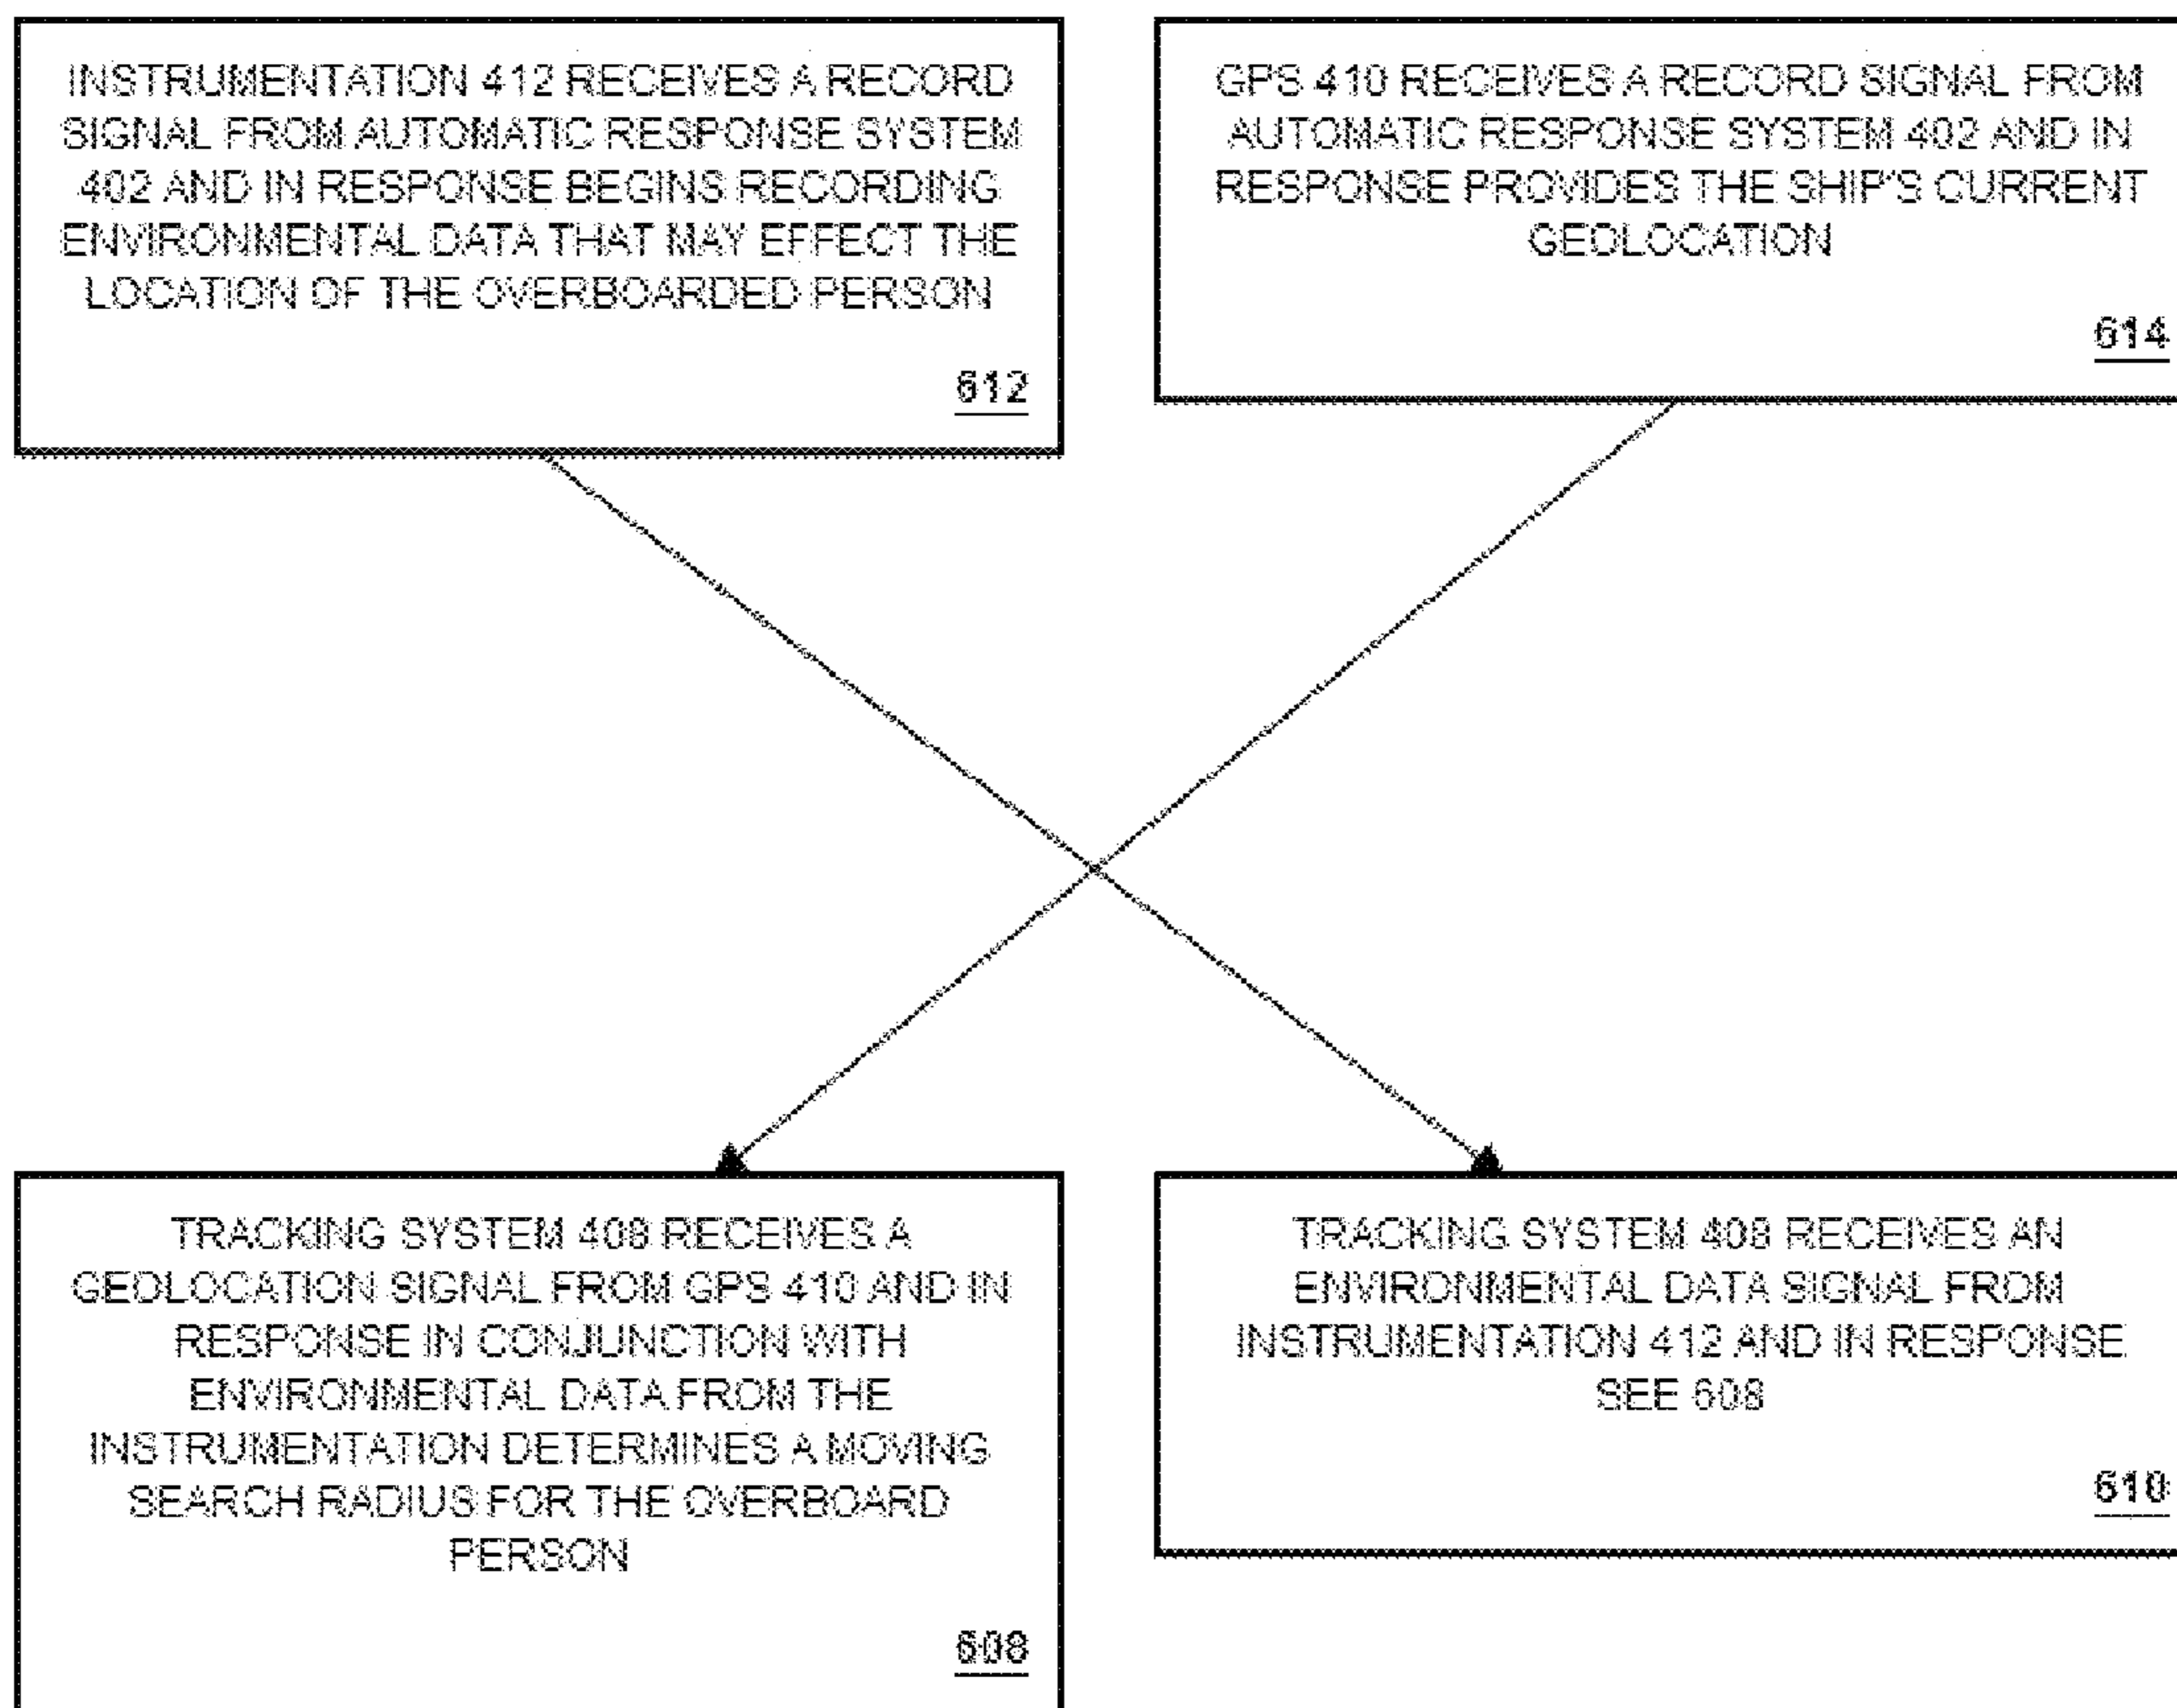 INSTRUMENTATION 412 RECEIVES A RECORD
SIGNAL FROM AUTOMATIC RESPONSE SYSTEM
402 AND IN RESPONSE BEGINS RECORDING
ENVIRONMENTAL DATA THAT MAY EFFECT THE
LOCATION OF THE OVERBOARDED PERSON
612
GPS 410 RECEIVES A RECORD SIGNAL FROM
AUTOMATIC RESPONSE SYSTEM 402 AND IN
RESPONSE PROVIDES THE SHIP'S CURRENT
GEOLOCATION
614
TRACKING SYSTEM 408 RECEIVES A
GEOLOCATION SIGNAL FROM GPS 410 AND IN
RESPONSE IN CONJUNCTION WITH
ENVIRONMENTAL DATA FROM THE
INSTRUMENTATION DETERMINES A MOVING
SEARCH RADIUS FOR THE OVERBOARD
PERSON
608
TRACKING SYSTEM 408 RECEIVES AN
ENVIRONMENTAL DATA SIGNAL FROM
INSTRUMENTATION 412 AND IN RESPONSE
SEE 608
610